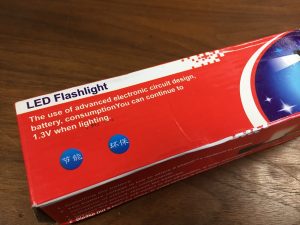 LED Flashlight
The use of advanced electronic circuit design,
battery, consumptionYou can continue to
1.3V when lighting.
节能
环保